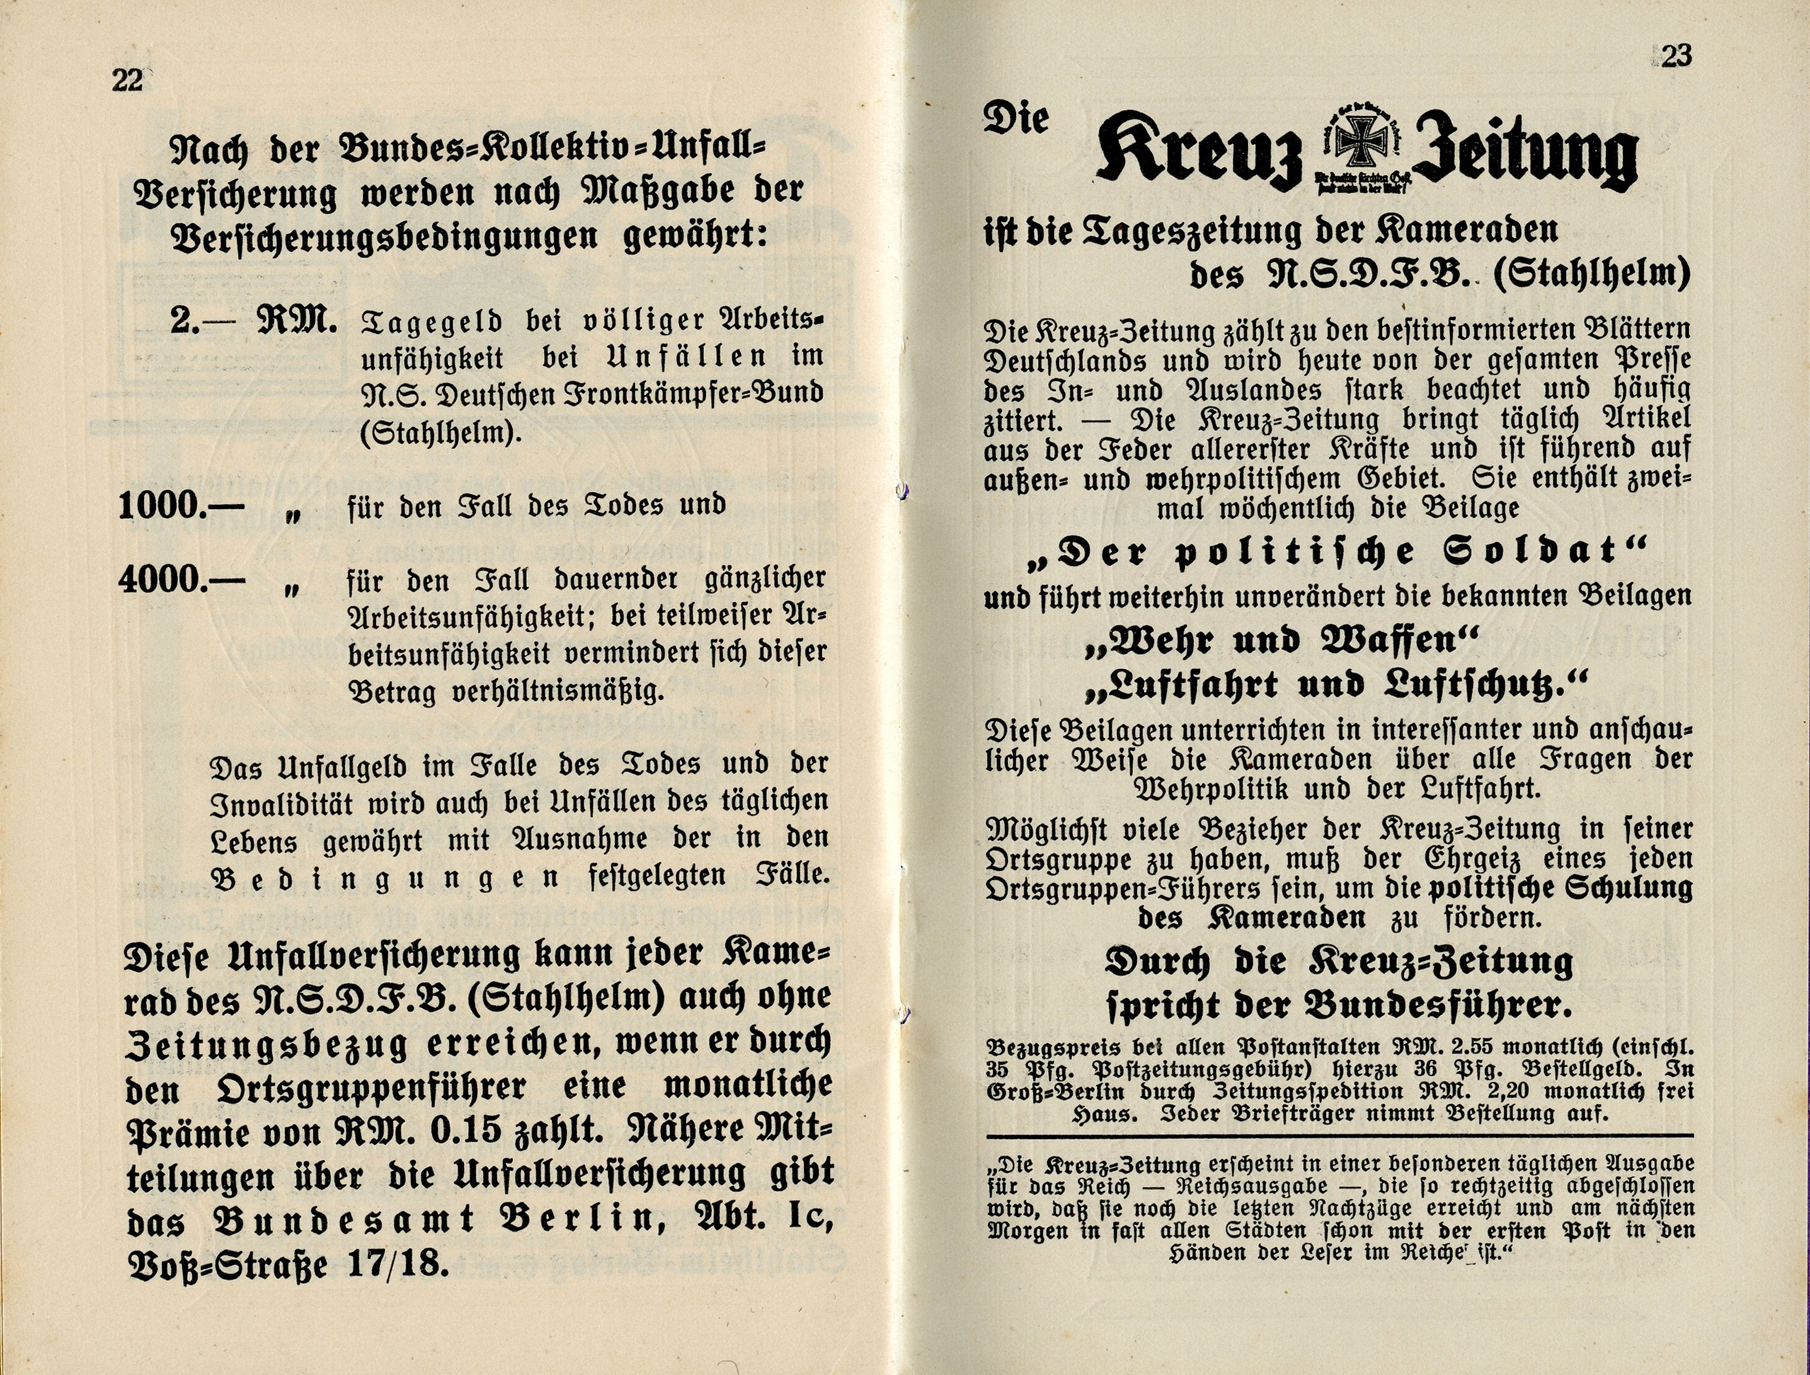 22
Nach der Bundes-Kollektiv-Unfall-
Versicherung werden nach Maßgabe der
Versicherungsbedingungen gewährt:
2.— RM. Tagegeld bei völliger Arbeits-
unfähigkeit bei Unfällen im
N.S. Deutschen Frontkämpfer-Bund
(Stahlhelm).
1000.— „ für den Fall des Todes und
4000.— „ für den Fall dauernder gänzlicher
Arbeitsunfähigkeit; bei teilweiser Ar-
beitsunfähigkeit vermindert sich dieser
Betrag verhältnismäßig.
Das Unfallgeld im Falle des Todes und der
Invalidität wird auch bei Unfällen des täglichen
Lebens gewährt mit Ausnahme der in den
Bedingungen festgelegten Fälle.
Diese Unfallversicherung kann jeder Kame-
rad des N.S.D.F.B. (Stahlhelm) auch ohne
Zeitungsbezug erreichen, wenn er durch
den Ortsgruppenführer eine monatliche
Prämie von RM. 0.15 zahlt. Nähere Mit-
teilungen über die Unfallversicherung gibt
das Bundesamt Berlin, Abt. Ic,
Voß-Straße 17/18.
23
Die
Kreuz Zeitung
ist die Tageszeitung der Kameraden
des N.S.D.F.B. (Stahlhelm)
Die Kreuz-Zeitung zählt zu den bestinformierten Blättern
Deutschlands und wird heute von der gesamten Presse
des In- und Auslandes stark beachtet und häufig
zitiert. — Die Kreuz-Zeitung bringt täglich Artikel
aus der Feder allererster Kräfte und ist führend auf
außen- und wehrpolitischem Gebiet. Sie enthält zwei-
mal wöchentlich die Beilage
„Der politische Soldat“
und führt weiterhin unverändert die bekannten Beilagen
„Wehr und Waffen“
„Luftfahrt und Luftschutz.“
Diese Beilagen unterrichten in interessanter und anschau-
licher Weise die Kameraden über alle Fragen der
Wehrpolitik und der Luftfahrt.
Möglichst viele Bezieher der Kreuz-Zeitung in seiner
Ortsgruppe zu haben, muß der Ehrgeiz eines jeden
Ortsgruppen-Führers sein, um die politische Schulung
des Kameraden zu fördern.
Durch die Kreuz-Zeitung
spricht der Bundesführer.
Bezugspreis bei allen Postanstalten RM. 2.55 monatlich (einschl.
35 Pfg. Postzeitungsgebühr) hierzu 36 Pfg. Bestellgeld. In
Groß-Berlin durch Zeitungsspedition RM. 2,20 monatlich frei
Haus. Jeder Briefträger nimmt Bestellung auf.
„Die Kreuz-Zeitung erscheint in einer besonderen täglichen Ausgabe
für das Reich — Reichsausgabe —, die so rechtzeitig abgeschlossen
wird, daß sie noch die letzten Nachtzüge erreicht und am nächsten
Morgen in fast allen Städten schon mit der ersten Post in den
Händen der Leser im Reiche ist.“